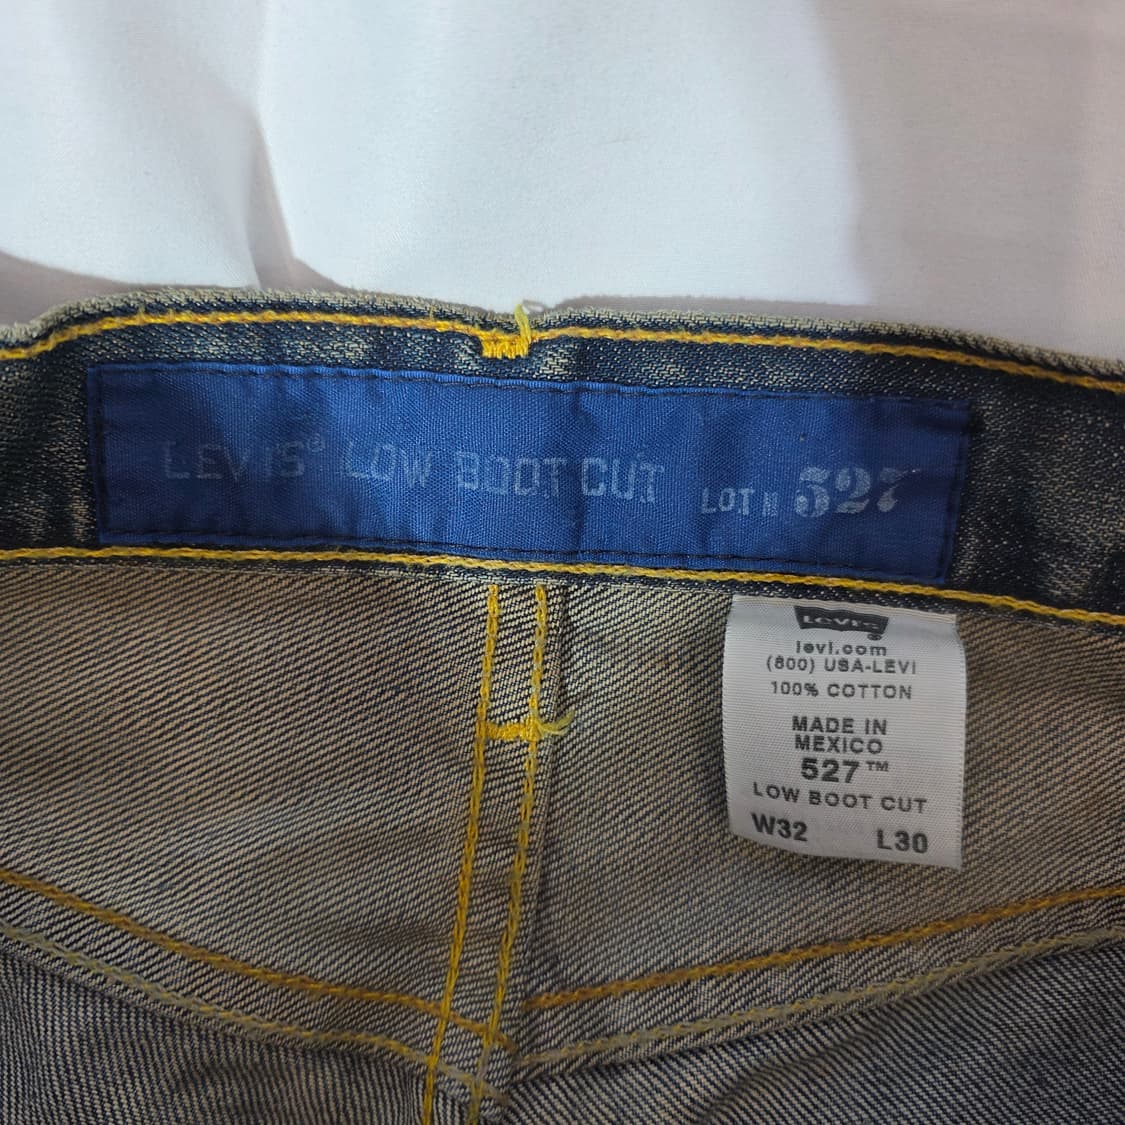 LEVI'S® LOW BOOT CUT LOT N 527
Levi's ®
levi.com
(800) USA-LEVI
100% COTTON
MADE IN
MEXICO
527™
LOW BOOT CUT
W32 L30